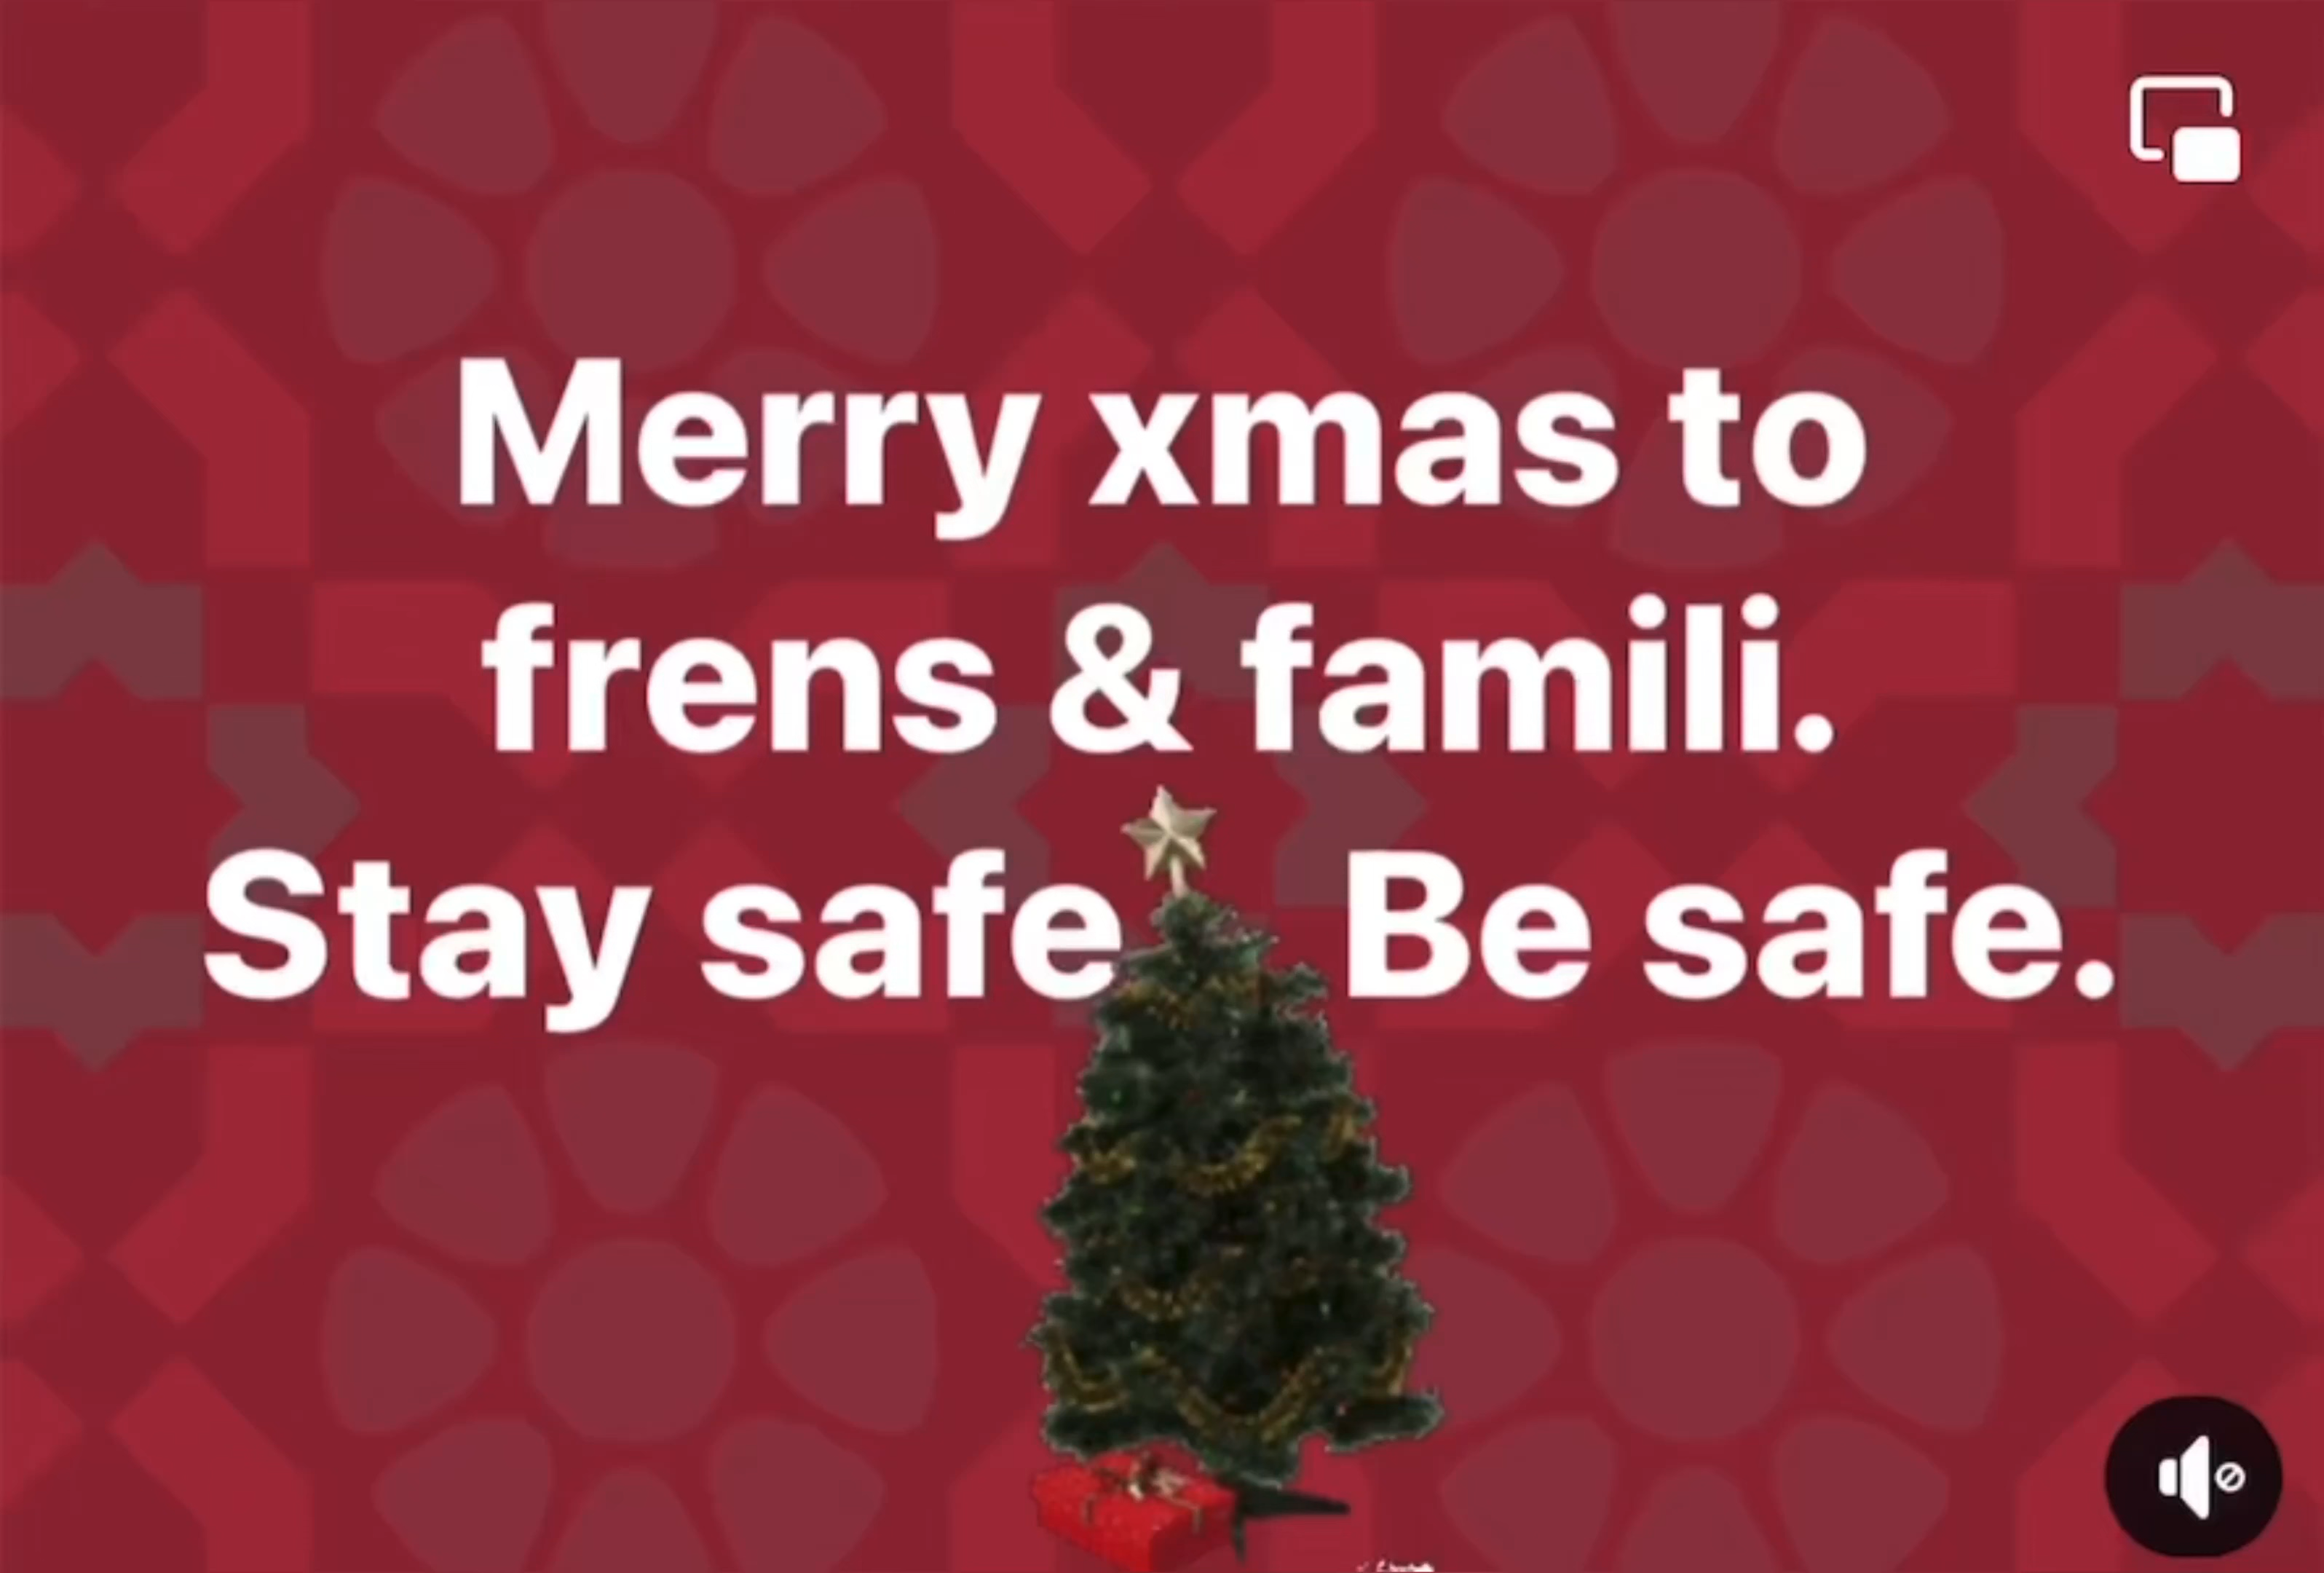 Merry xmas to
frens & famili.
Stay safe Be safe.